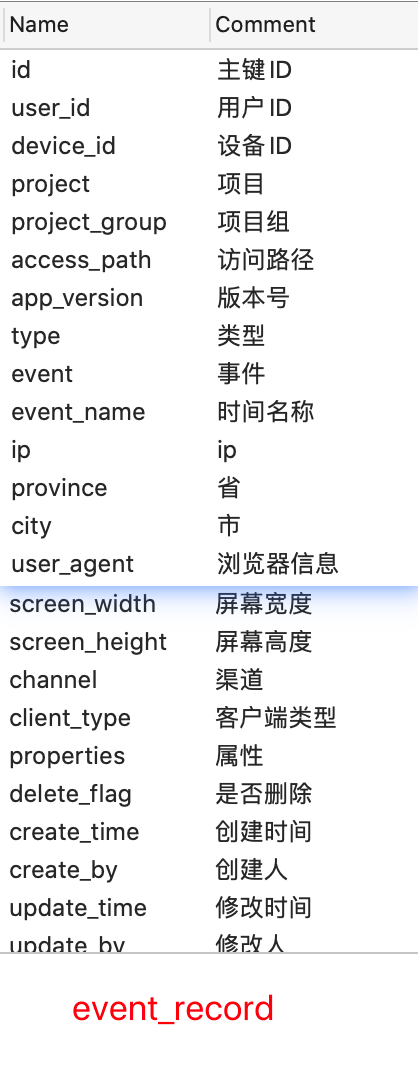 Name Comment
id 主键ID
user_id 用户ID
device_id 设备ID
project 项目
project_group 项目组
access_path 访问路径
app_version 版本号
type 类型
event 事件
event_name 时间名称
ip ip
province 省
city 市
user_agent 浏览器信息
screen_width 屏幕宽度
screen_height 屏幕高度
channel 渠道
client_type 客户端类型
properties 属性
delete_flag 是否删除
create_time 创建时间
create_by 创建人
update_time 修改时间
update_by 修改人
event_record